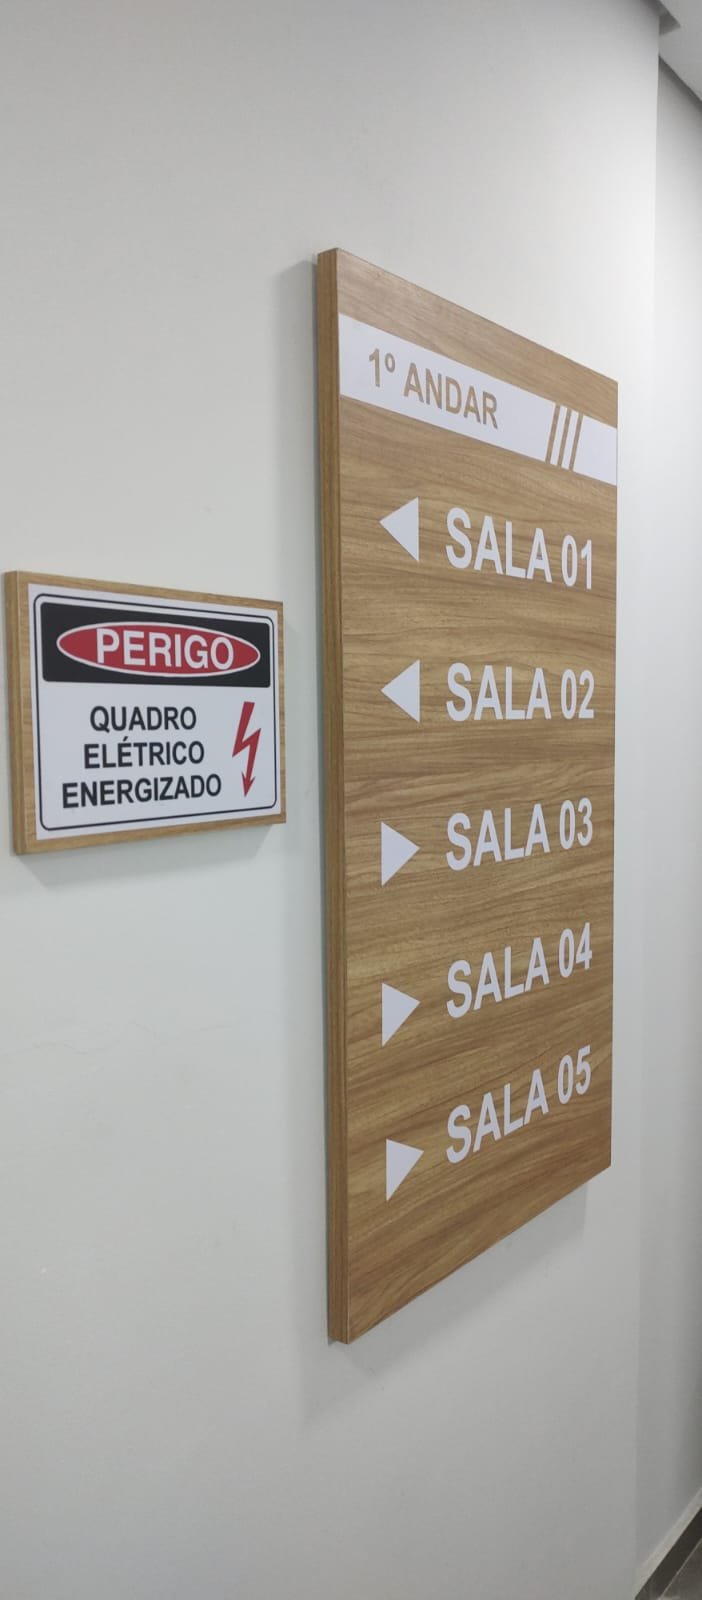 PERIGO
QUADRO
ELÉTRICO
ENERGIZADO
1º ANDAR
SALA 01
SALA 02
SALA 03
SALA 04
SALA 05